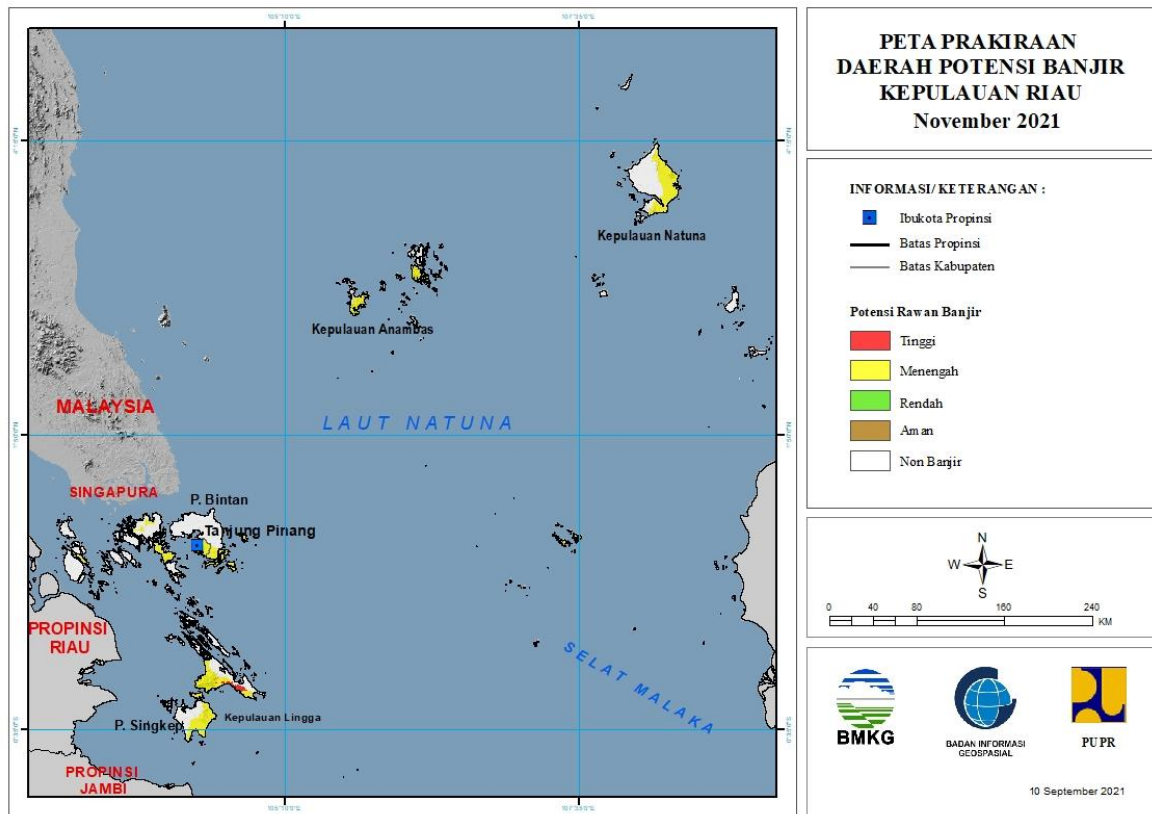 PETA PRAKIRAAN
DAERAH POTENSI BANJIR
KEPULAUAN RIAU
November 2021
INFORMASI/ KETERANGAN :
Ibukota Propinsi
Batas Propinsi
Batas Kabupaten
Potensi Rawan Banjir
Tinggi
Menengah
Rendah
Aman
Non Banjir
N
W E
S
0 40 80 160 240
KM
BMKG
BADAN INFORMASI
GEOSPASIAL
PUPR
10 September 2021
Kepulauan Natuna
Kepulauan Anambas
MALAYSIA
LAUT NATUNA
SINGAPURA
P. Bintan
Tanjung Pinang
PROPINSI
RIAU
SELAT MALAKA
P. Singkep
Kepulauan Lingga
PROPINSI
JAMBI